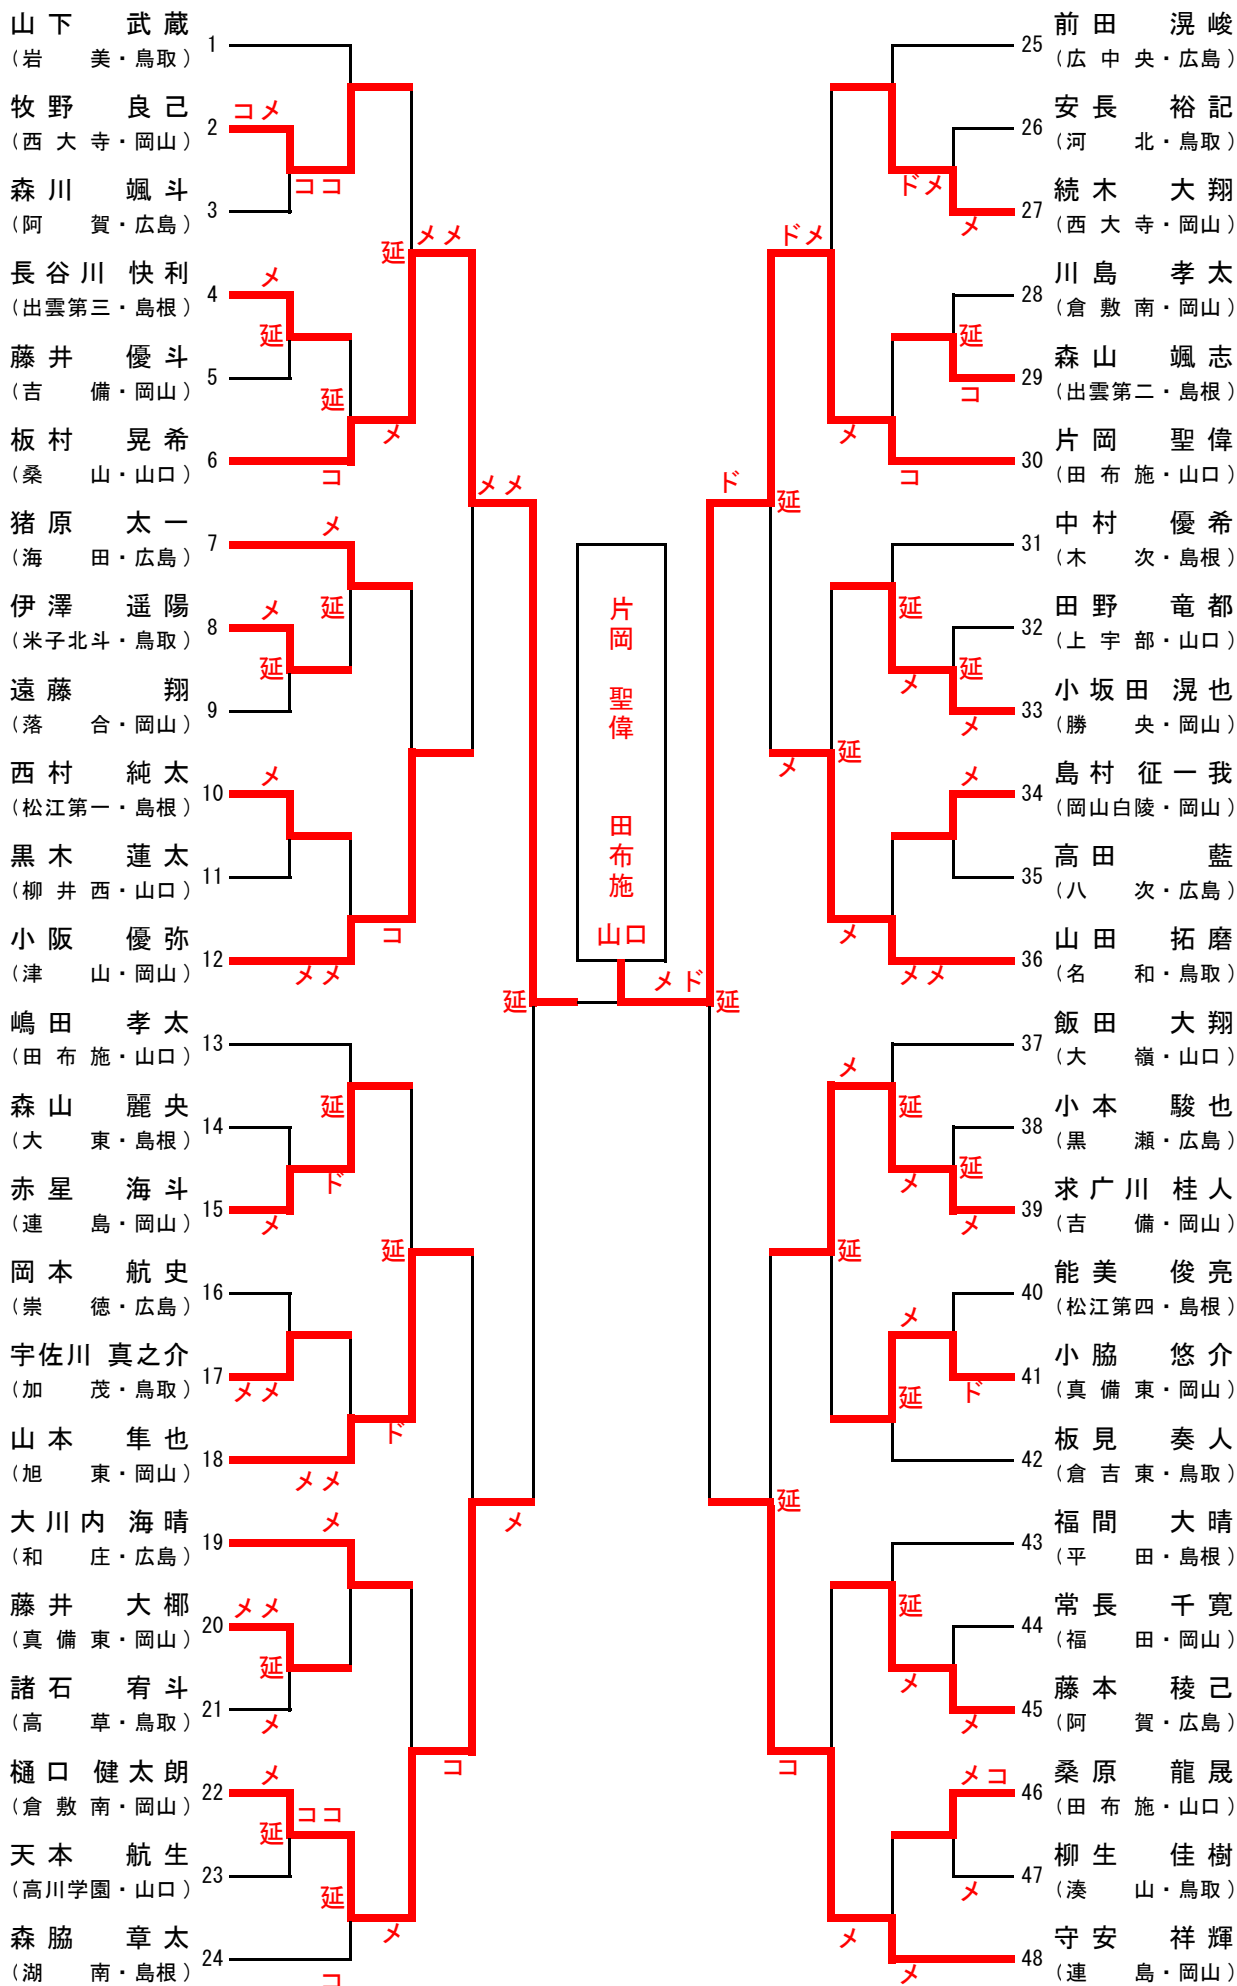 山下 武蔵 1
(岩 美・鳥取)
牧野 良己 2 コメ
(西大寺・岡山)
ココ
森川 颯斗 3
(阿 賀・広島)
延 メメ
長谷川 快利 4 メ
(出雲第三・島根)
延
藤井 優斗 5
(吉 備・岡山)
延
メ
板村 晃希 6
(桑 山・山口)
コ
メメ
猪原 太一 7 メ
(海 田・広島)
延
伊澤 遥陽 8 メ
(米子北斗・鳥取)
延
遠藤 翔 9
(落 合・岡山)
西村 純太 10 メ
(松江第一・島根)
黒木 蓮太 11
(柳井西・山口)
コ
小阪 優弥 12
(津 山・岡山)
メメ
延
嶋田 孝太 13
(田布施・山口)
延
森山 麗央 14
(大 東・島根)
ド
赤星 海斗 15
(連 島・岡山)
メ
延
岡本 航史 16
(崇 徳・広島)
宇佐川 真之介 17
(加 茂・鳥取)
メメ
ド
山本 隼也 18
(旭 東・岡山)
メメ
メ
大川内 海晴 19 メ
(和 庄・広島)
藤井 大椰 20 メメ
(真備東・岡山)
延
諸石 宥斗 21
(高 草・鳥取)
メ
コ
樋口 健太朗 22 メ
(倉敷南・岡山)
ココ
延
天本 航生 23
(高川学園・山口)
延
メ
森脇 章太 24
(湖 南・島根)
コ
片岡 聖偉 田布施
山口
メド
延
前田 滉峻 25
(広中央・広島)
安長 裕記 26
(河 北・鳥取)
ドメ
続木 大翔 27
(西大寺・岡山)
メ
ドメ
川島 孝太 28
(倉敷南・岡山)
延
森山 颯志 29
(出雲第二・島根)
コ
メ
片岡 聖偉 30
(田布施・山口)
コ
ド
延
中村 優希 31
(木 次・島根)
延
田野 竜都 32
(上宇部・山口)
延
メ
小坂田 滉也 33
(勝 央・岡山)
メ
延
メ
島村 征一我 34 メ
(岡山白陵・岡山)
高田 藍 35
(八 次・広島)
メ
山田 拓磨 36
(名 和・鳥取)
メメ
飯田 大翔 37
(大 嶺・山口)
メ
延
小本 駿也 38
(黒 瀬・広島)
延
メ
求广川 桂人 39
(吉 備・岡山)
メ
延
能美 俊亮 40
(松江第四・島根)
メ
小脇 悠介 41
(真備東・岡山)
ド
延
板見 奏人 42
(倉吉東・鳥取)
延
福間 大晴 43
(平 田・島根)
延
常長 千寛 44
(福 田・岡山)
メ
藤本 稜己 45
(阿 賀・広島)
メ
コ
桑原 龍晟 46 メコ
(田布施・山口)
柳生 佳樹 47
(湊 山・鳥取)
メ
メ
守安 祥輝 48
(連 島・岡山)
メ